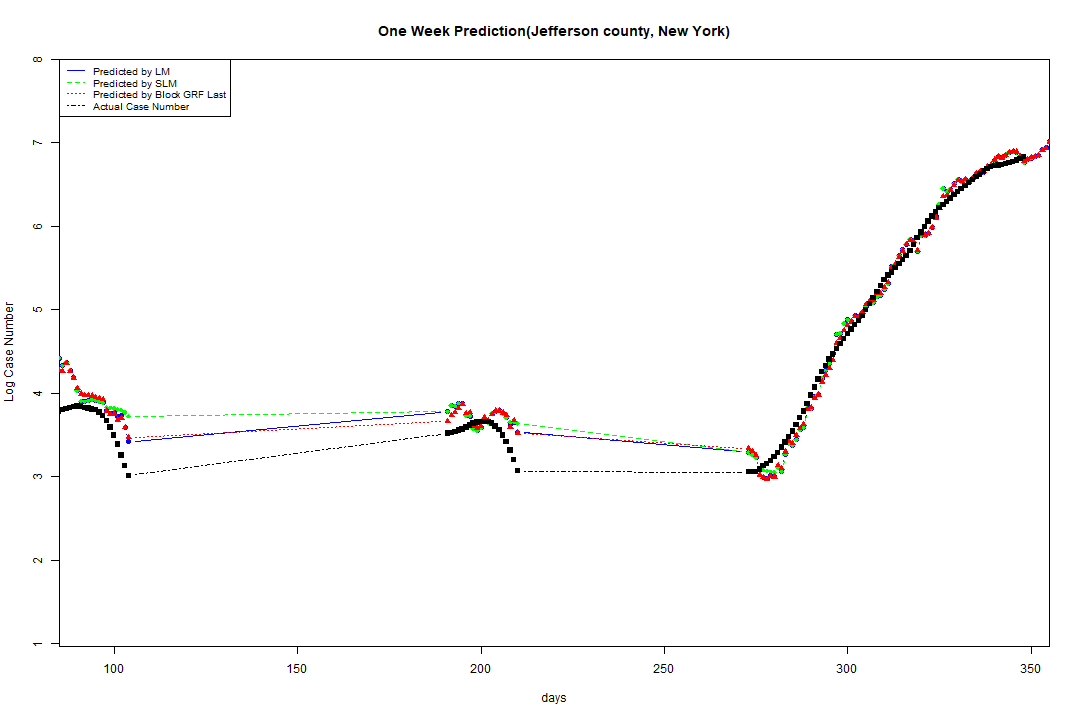 One Week Prediction(Jefferson county, New York)
Predicted by LM
Predicted by SLM
Predicted by Block GRF Last
Actual Case Number
8
7
6
5
4
3
2
1
Log Case Number
100 150 200 250 300 350
days